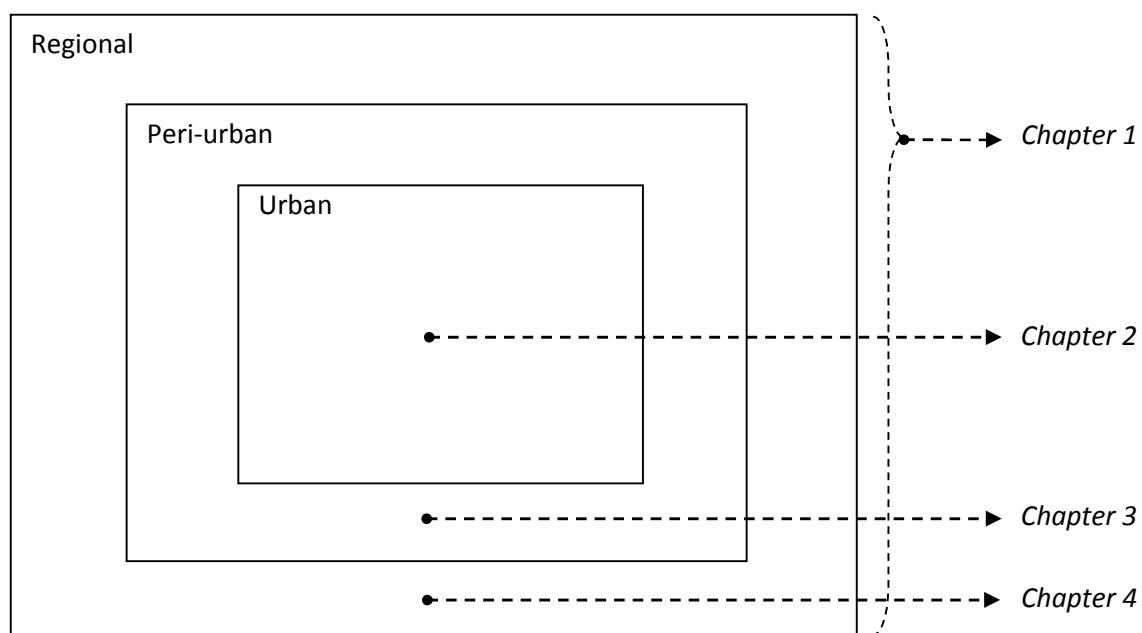 Regional
Peri-urban
Chapter 1
Urban
Chapter 2
Chapter 3
Chapter 4